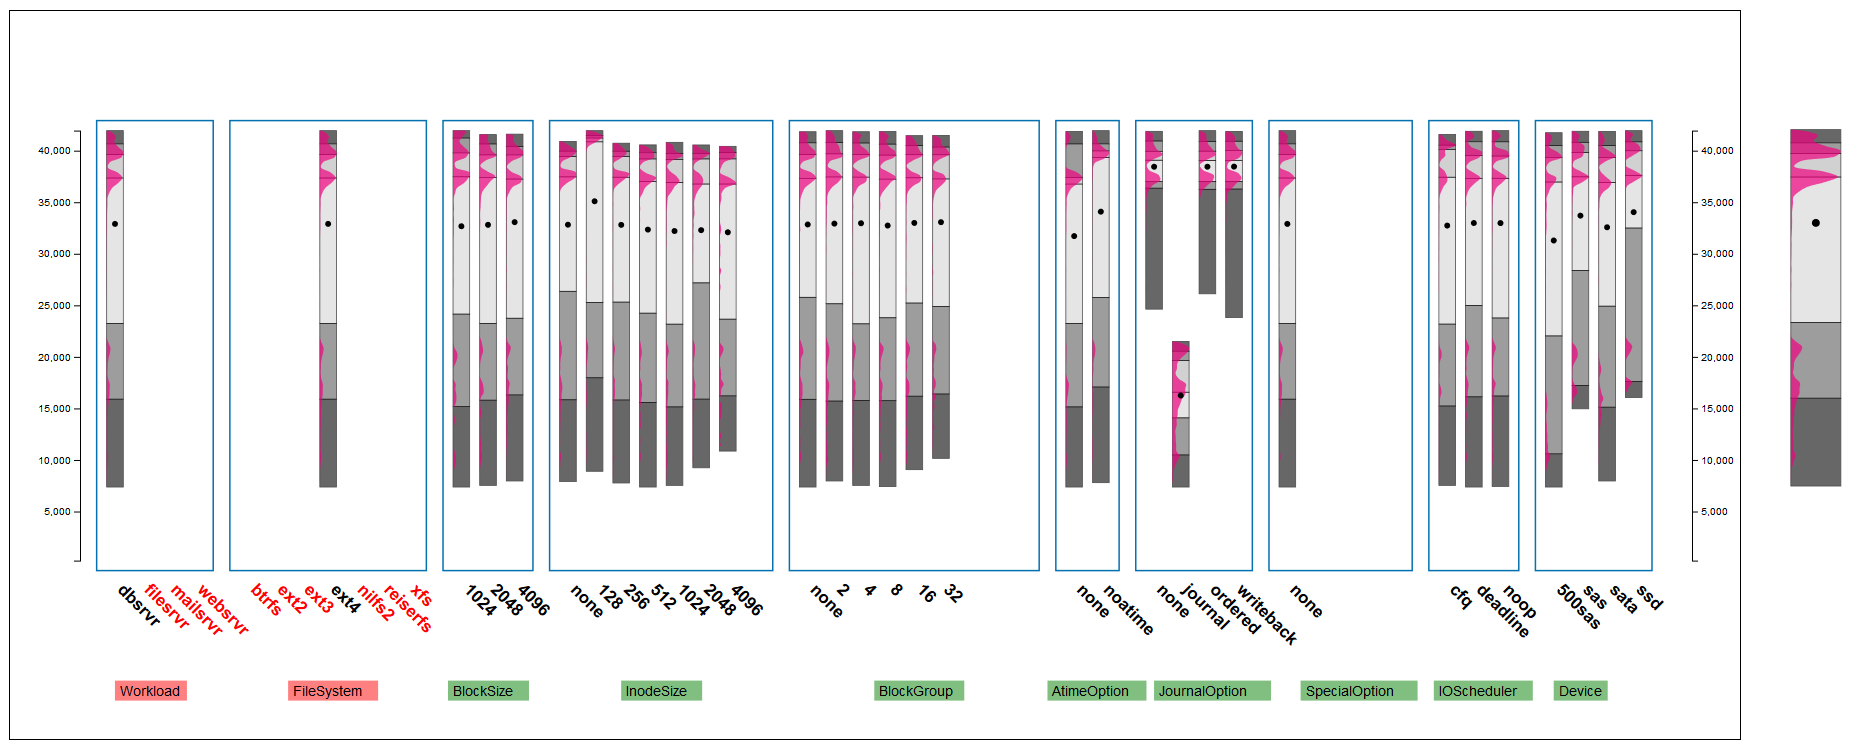 40,000
35,000
30,000
25,000
20,000
15,000
10,000
5,000
40,000
35,000
30,000
25,000
20,000
15,000
10,000
5,000
dbsrvr
filesrvr
mailsrvr
websrvr
btrfs
ext2
ext3
ext4
nilfs2
reiserfs
xfs
1024
2048
4096
none
128
256
512
1024
2048
4096
none
2
4
8
16
32
none
noatime
none
journal
ordered
writeback
none
cfq
deadline
noop
500sas
sas
sata
ssd
Workload
FileSystem
BlockSize
InodeSize
BlockGroup
AtimeOption
JournalOption
SpecialOption
IOScheduler
Device